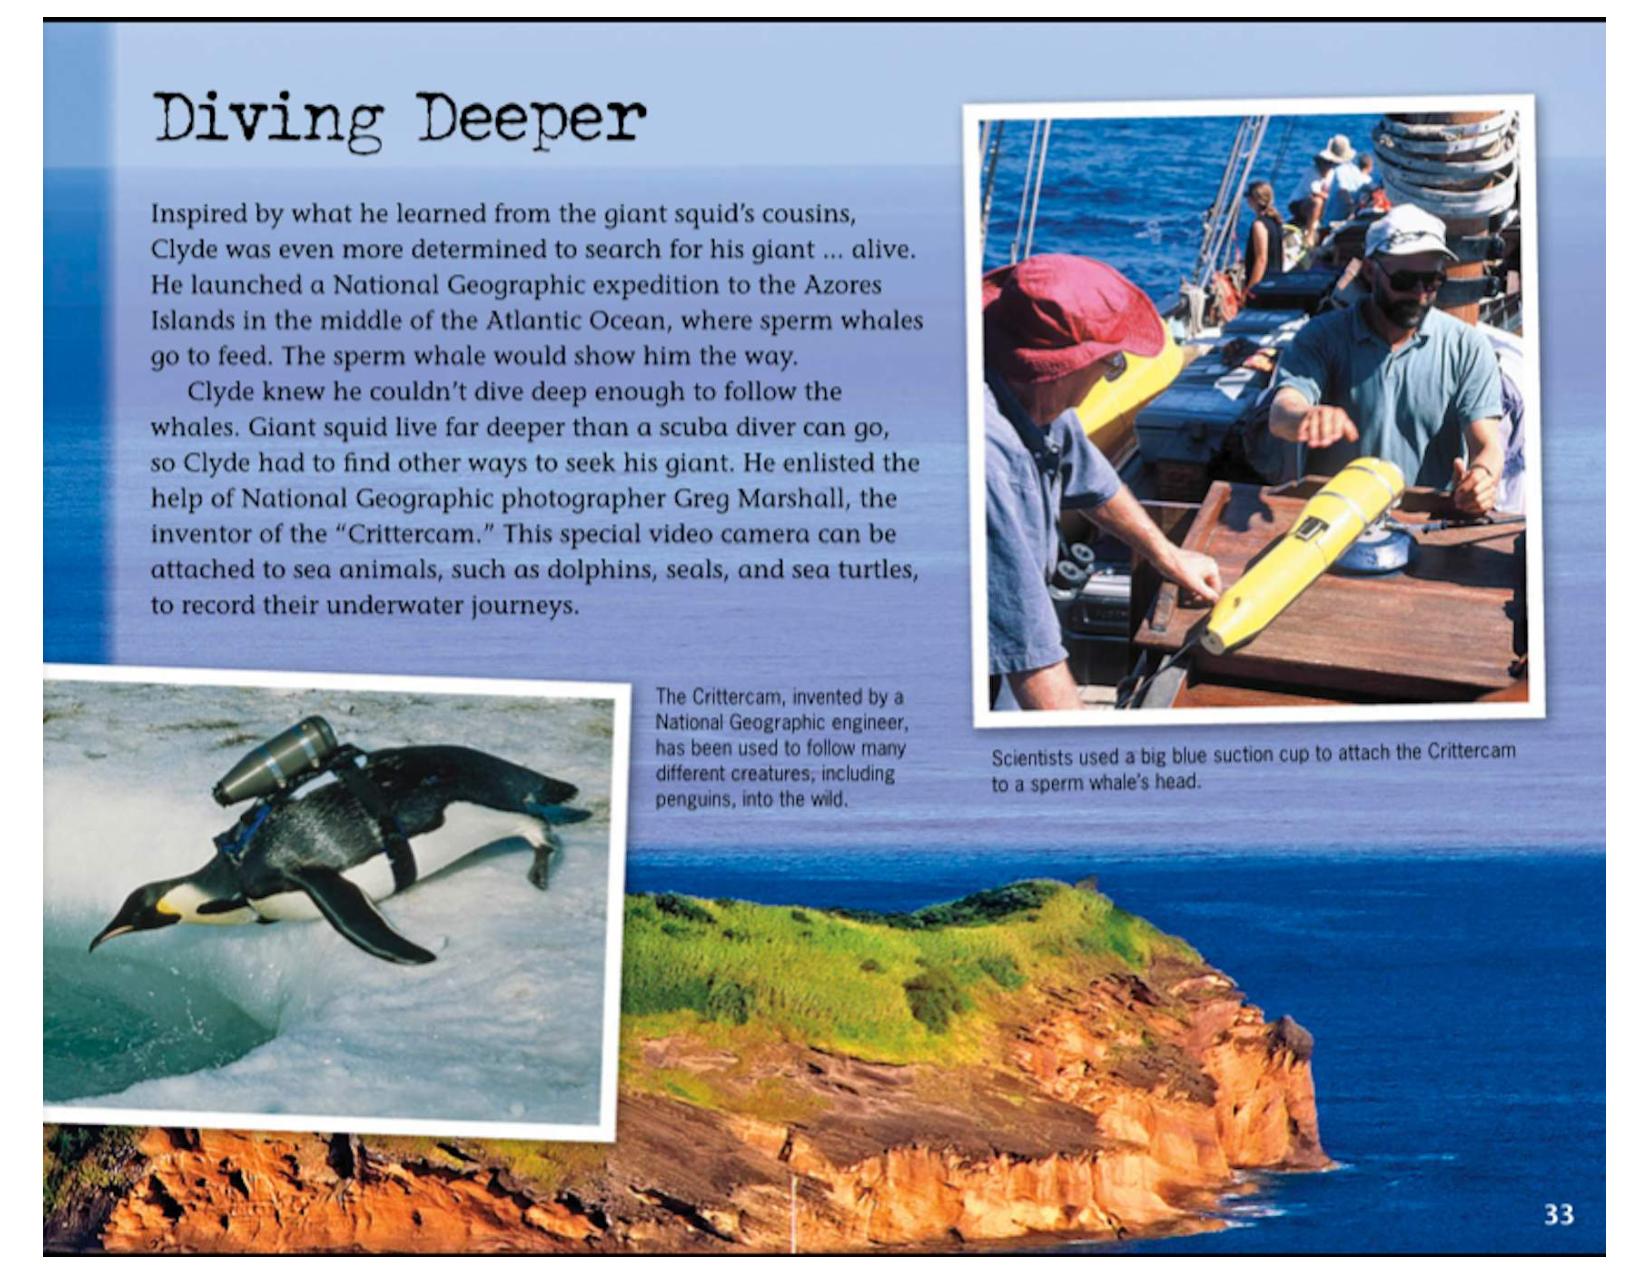 Diving Deeper
Inspired by what he learned from the giant squid's cousins,
Clyde was even more determined to search for his giant ... alive.
He launched a National Geographic expedition to the Azores
Islands in the middle of the Atlantic Ocean, where sperm whales
go to feed. The sperm whale would show him the way.
Clyde knew he couldn't dive deep enough to follow the
whales. Giant squid live far deeper than a scuba diver can go,
so Clyde had to find other ways to seek his giant. He enlisted the
help of National Geographic photographer Greg Marshall, the
inventor of the "Crittercam." This special video camera can be
attached to sea animals, such as dolphins, seals, and sea turtles,
to record their underwater journeys.
The Crittercam, invented by a
National Geographic engineer,
has been used to follow many
different creatures, including
penguins, into the wild.
Scientists used a big blue suction cup to attach the Crittercam
to a sperm whale's head.
33